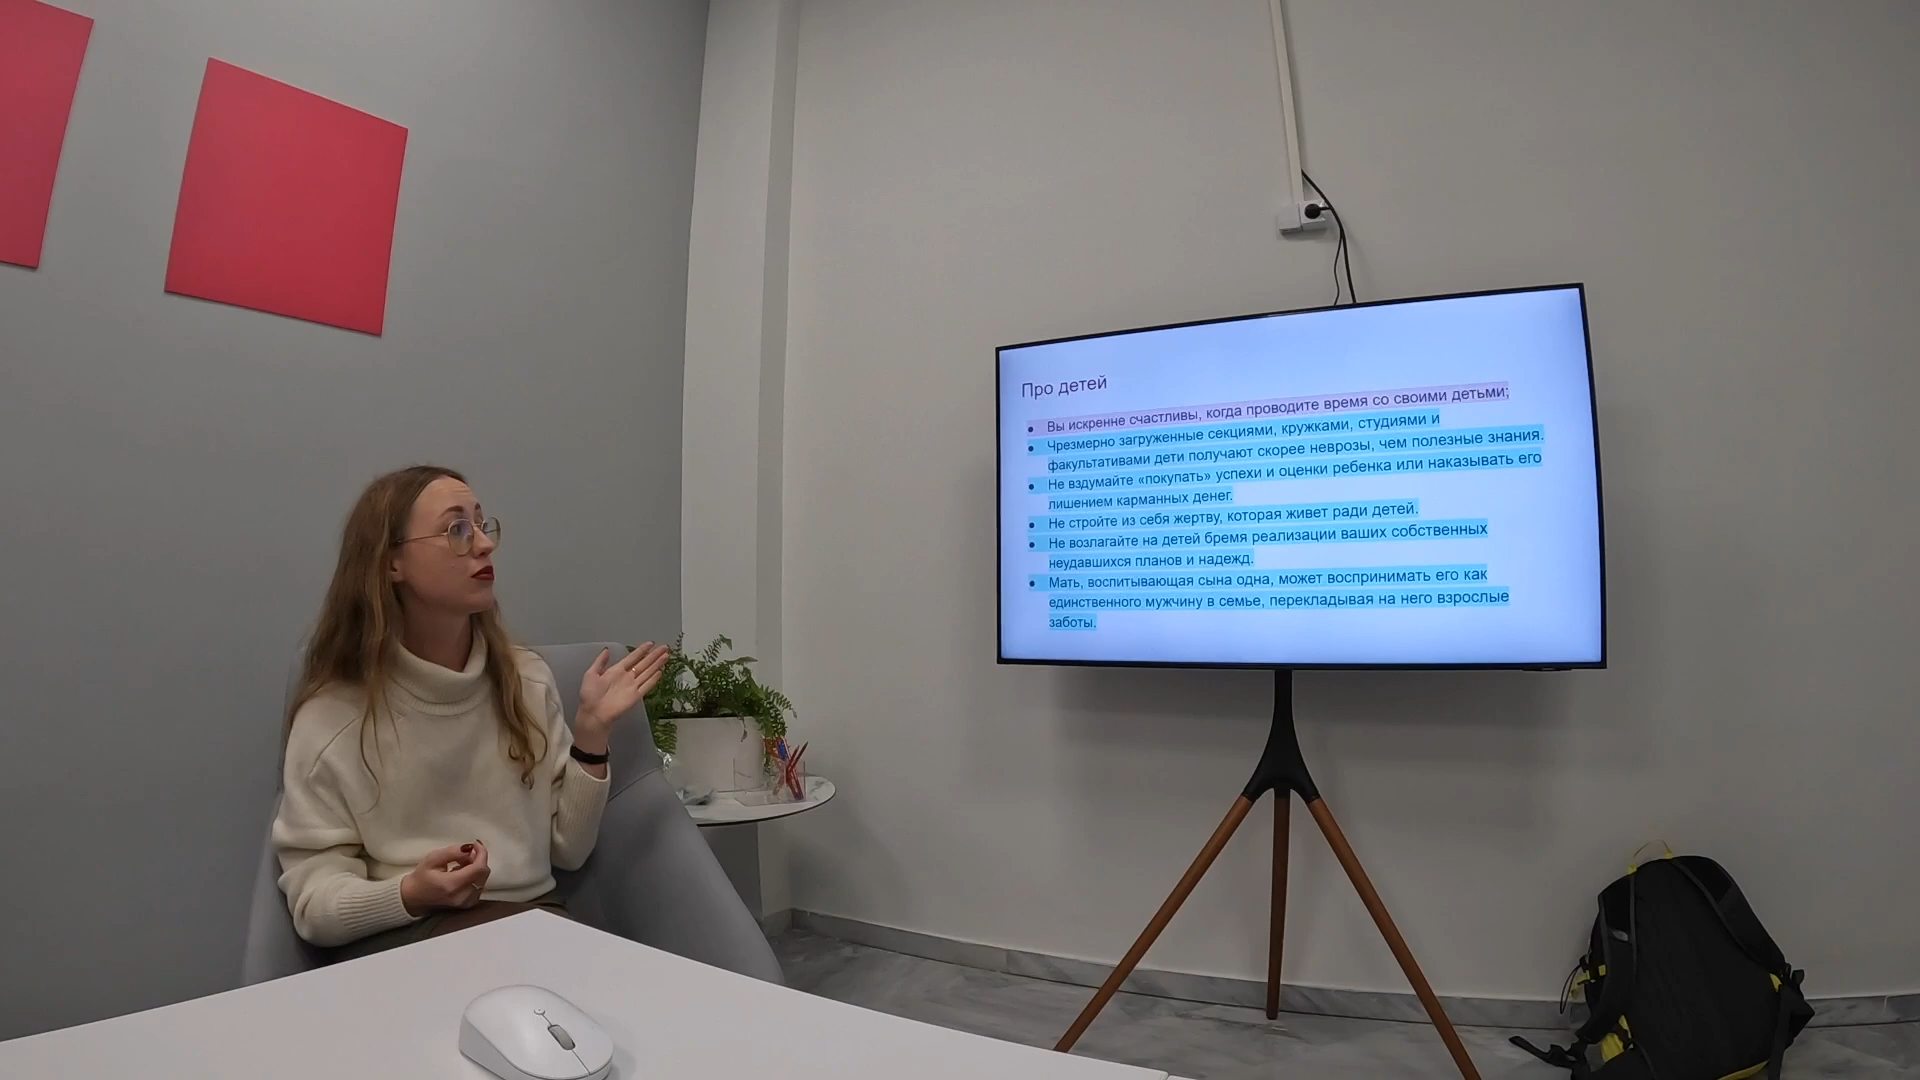 Про детей
● Вы искренне счастливы, когда проводите время со своими детьми;
● Чрезмерно загруженные секциями, кружками, студиями и
факультативами дети получают скорее неврозы, чем полезные знания.
● Не вздумайте «покупать» успехи и оценки ребенка или наказывать его
лишением карманных денег.
● Не стройте из себя жертву, которая живет ради детей.
● Не возлагайте на детей бремя реализации ваших собственных
неудавшихся планов и надежд.
● Мать, воспитывающая сына одна, может воспринимать его как
единственного мужчину в семье, перекладывая на него взрослые
заботы.